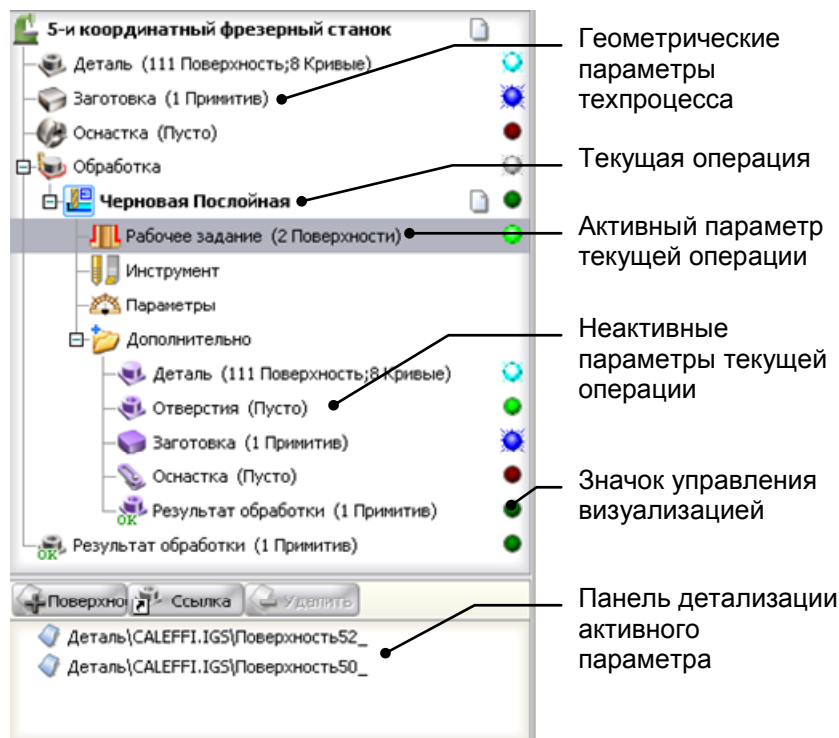 5-и координатный фрезерный станок
Деталь (111 Поверхность;8 Кривые)
Заготовка (1 Примитив)
Оснастка (Пусто)
Обработка
Черновая Послойная
Рабочее задание (2 Поверхности)
Инструмент
Параметры
Дополнительно
Деталь (111 Поверхность;8 Кривые)
Отверстия (Пусто)
Заготовка (1 Примитив)
Оснастка (Пусто)
OK Результат обработки (1 Примитив)
OK Результат обработки (1 Примитив)
Поверхно Ссылка Удалить
Деталь\CALEFFI.IGS\Поверхность52_
Деталь\CALEFFI.IGS\Поверхность50_
Геометрические
параметры
техпроцесса
Текущая операция
Активный параметр
текущей операции
Неактивные
параметры текущей
операции
Значок управления
визуализацией
Панель детализации
активного
параметра